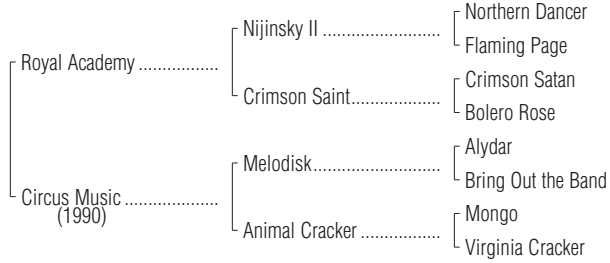 Northern Dancer
Nijinsky II ......................
Flaming Page
Royal Academy ...............
Crimson Satan
Crimson Saint.................
Bolero Rose
Alydar
Melodisk........................
Bring Out the Band
Circus Music .................
(1990)
Mongo
Animal Cracker ...............
Virginia Cracker